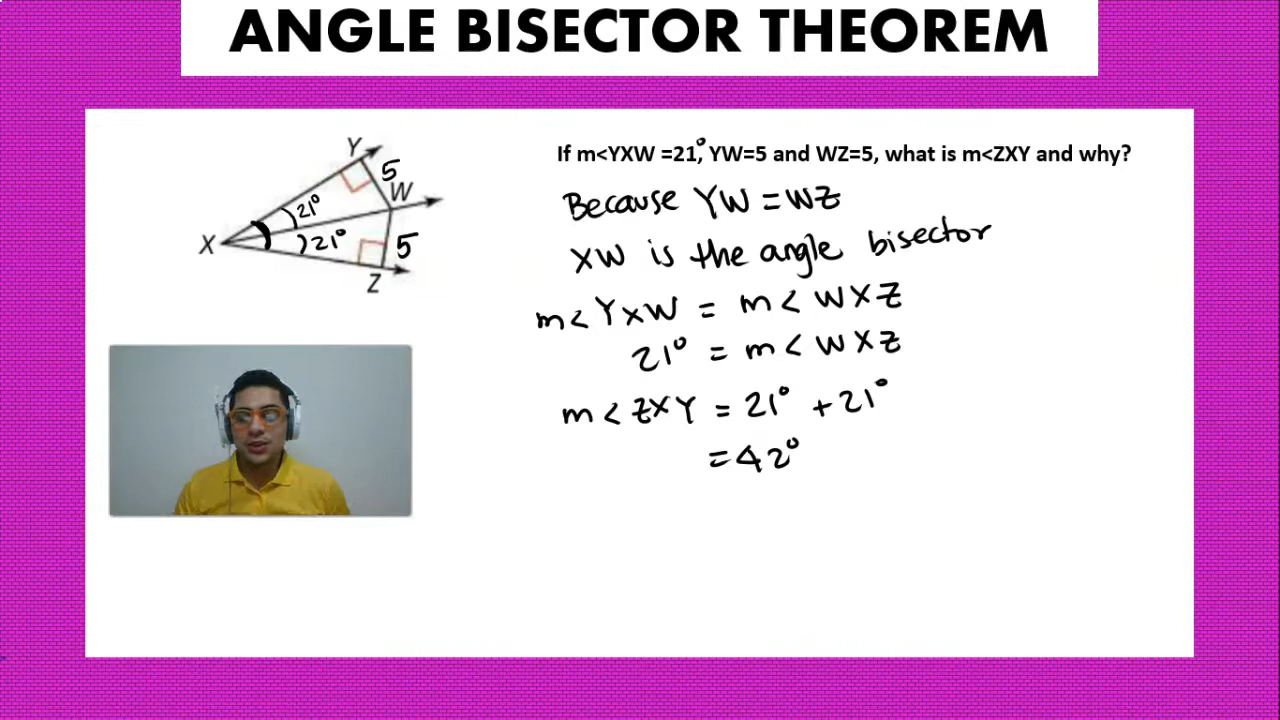 ANGLE BISECTOR THEOREM
If m<YXW =21°, YW=5 and WZ=5, what is m<ZXY and why?
Because YW = WZ
XW is the angle bisector
m< YXW = m< WXZ
21° = m< WXZ
m< ZXY = 21° + 21°
= 42°
Y
5
W
21°
X
21°
5
Z